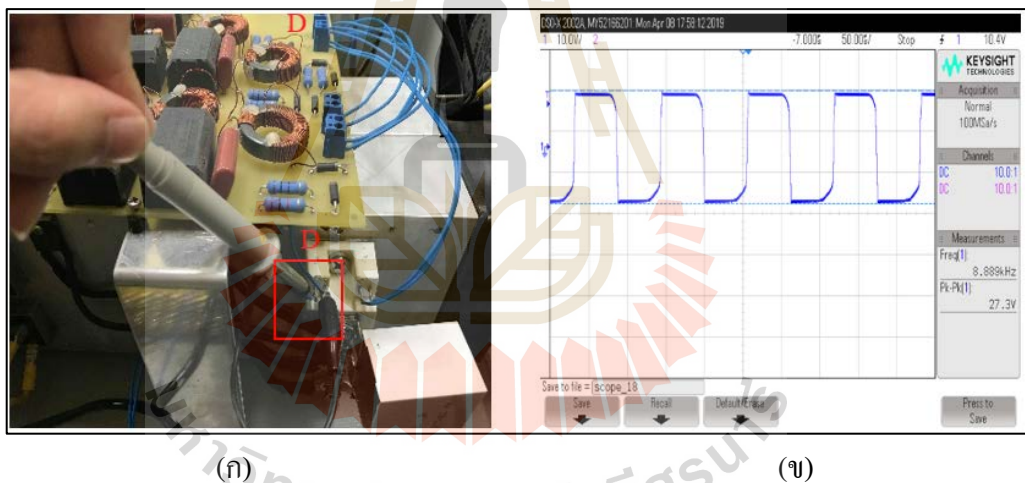 D
D
DSO-X 2002A, MY52166201 Mon Apr 08 17:58:12 2019
1 10.0V/ 2 -7.000s 50.00s/ Stop 1 10.4V
KEYSIGHT
TECHNOLOGIES
Acquisition
Normal
100MSa/s
Channels
DC 10.0:1
DC 10.0:1
Measurements
Freq(1):
8.889kHz
Pk-Pk(1):
27.3V
Save to file = scope_18
Save
Recall
Default/Erase
Press to
Save
(ก)
(ข)